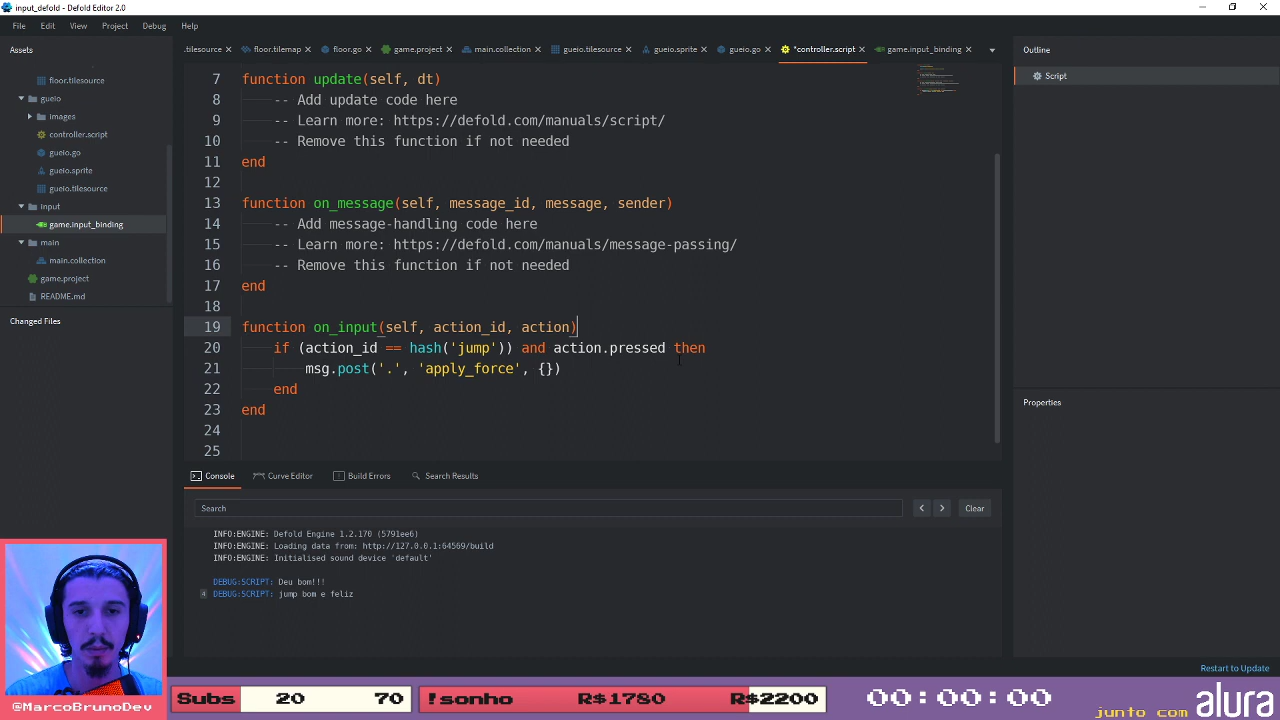 input_defold - Defold Editor 2.0
File Edit View Project Debug Help
Assets
.tilesource
floor.tilemap
floor.go
game.project
main.collection
gueio.tilesource
gueio.sprite
gueio.go
*controller.script
game.input_binding
Outline
Script
floor.tilesource
gueio
images
controller.script
gueio.go
gueio.sprite
gueio.tilesource
input
game.input_binding
main
main.collection
game.project
README.md
Changed Files
7 function update(self, dt)
8 -- Add update code here
9 -- Learn more: https://defold.com/manuals/script/
10 -- Remove this function if not needed
11 end
12
13 function on_message(self, message_id, message, sender)
14 -- Add message-handling code here
15 -- Learn more: https://defold.com/manuals/message-passing/
16 -- Remove this function if not needed
17 end
18
19 function on_input(self, action_id, action)
20 if (action_id == hash('jump')) and action.pressed then
21 msg.post('.', 'apply_force', {})
22 end
23 end
24
25
Properties
Console Curve Editor Build Errors Search Results
Search
Clear
INFO:ENGINE: Defold Engine 1.2.170 (5791ee6)
INFO:ENGINE: Loading data from: http://127.0.0.1:64569/build
INFO:ENGINE: Initialised sound device 'default'
DEBUG:SCRIPT: Deu bom!!!
4 DEBUG:SCRIPT: jump bom e feliz
Restart to Update
@MarcoBrunoDev
Subs 20 70
!sonho R$1780 R$2200
00:00:00
junto com alura